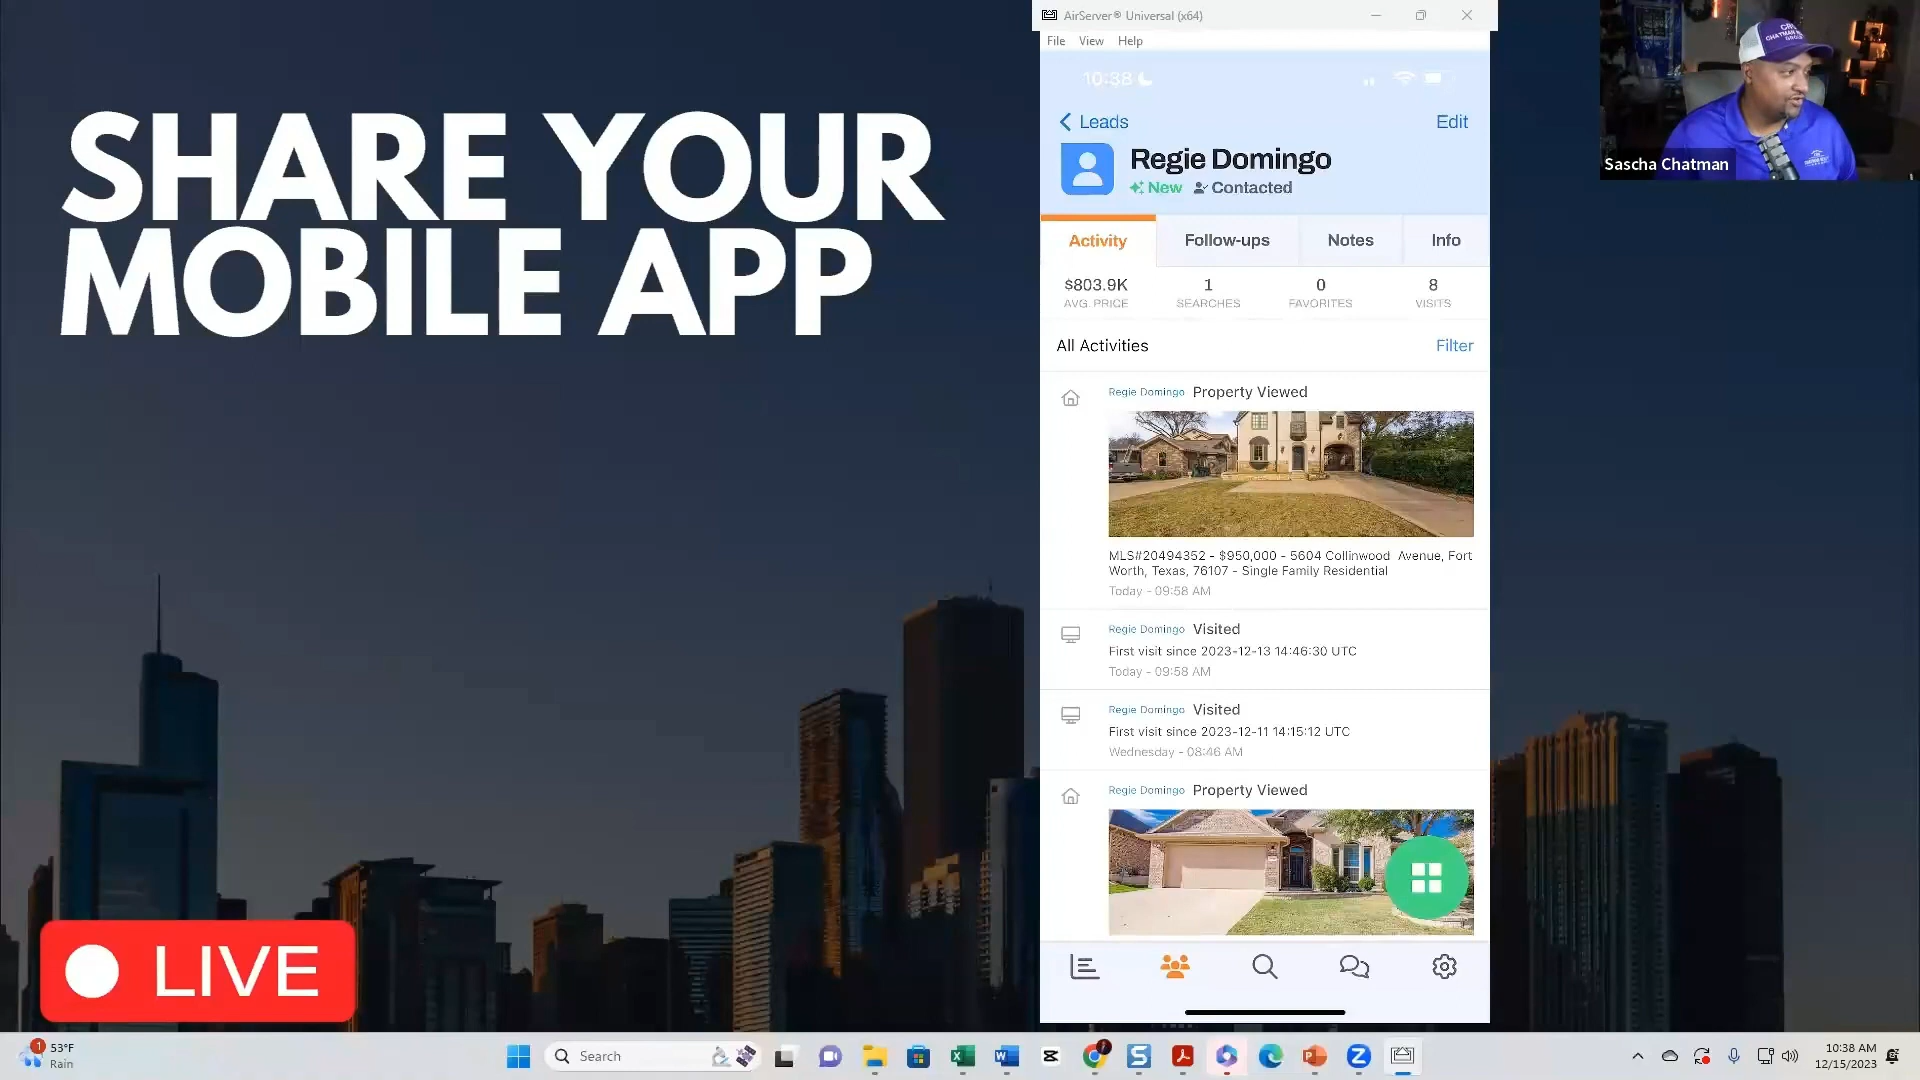 SHARE YOUR
MOBILE APP
LIVE
AirServer® Universal (x64)
File View Help
10:38
Leads
Edit
Regie Domingo
New Contacted
Activity Follow-ups Notes Info
$803.9K 1 0 8
AVG. PRICE SEARCHES FAVORITES VISITS
All Activities
Filter
Regie Domingo Property Viewed
MLS#20494352 - $950,000 - 5604 Collinwood Avenue, Fort
Worth, Texas, 76107 - Single Family Residential
Today - 09:58 AM
Regie Domingo Visited
First visit since 2023-12-13 14:46:30 UTC
Today - 09:58 AM
Regie Domingo Visited
First visit since 2023-12-11 14:15:12 UTC
Wednesday - 08:46 AM
Regie Domingo Property Viewed
Sascha Chatman
1
53°F
Rain
Search
10:38 AM
12/15/2023